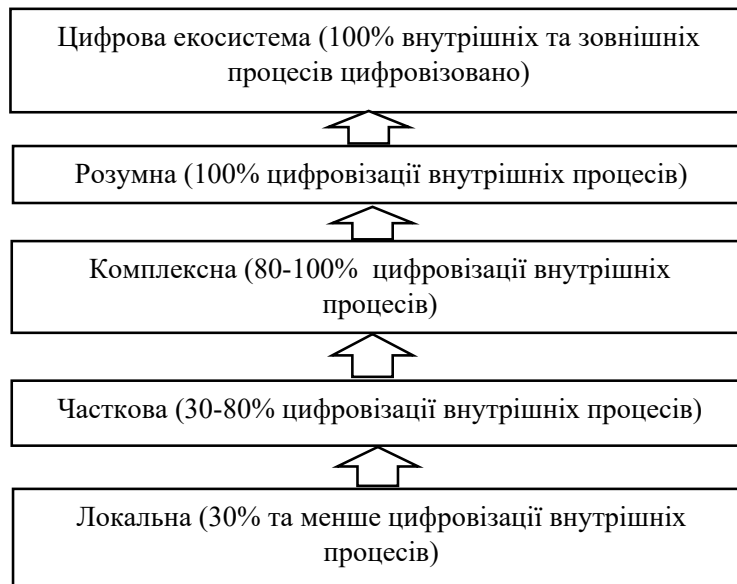 Цифрова екосистема (100% внутрішніх та зовнішніх
процесів цифровізовано)
Розумна (100% цифровізації внутрішніх процесів)
Комплексна (80-100% цифровізації внутрішніх
процесів)
Часткова (30-80% цифровізації внутрішніх процесів)
Локальна (30% та менше цифровізації внутрішніх
процесів)